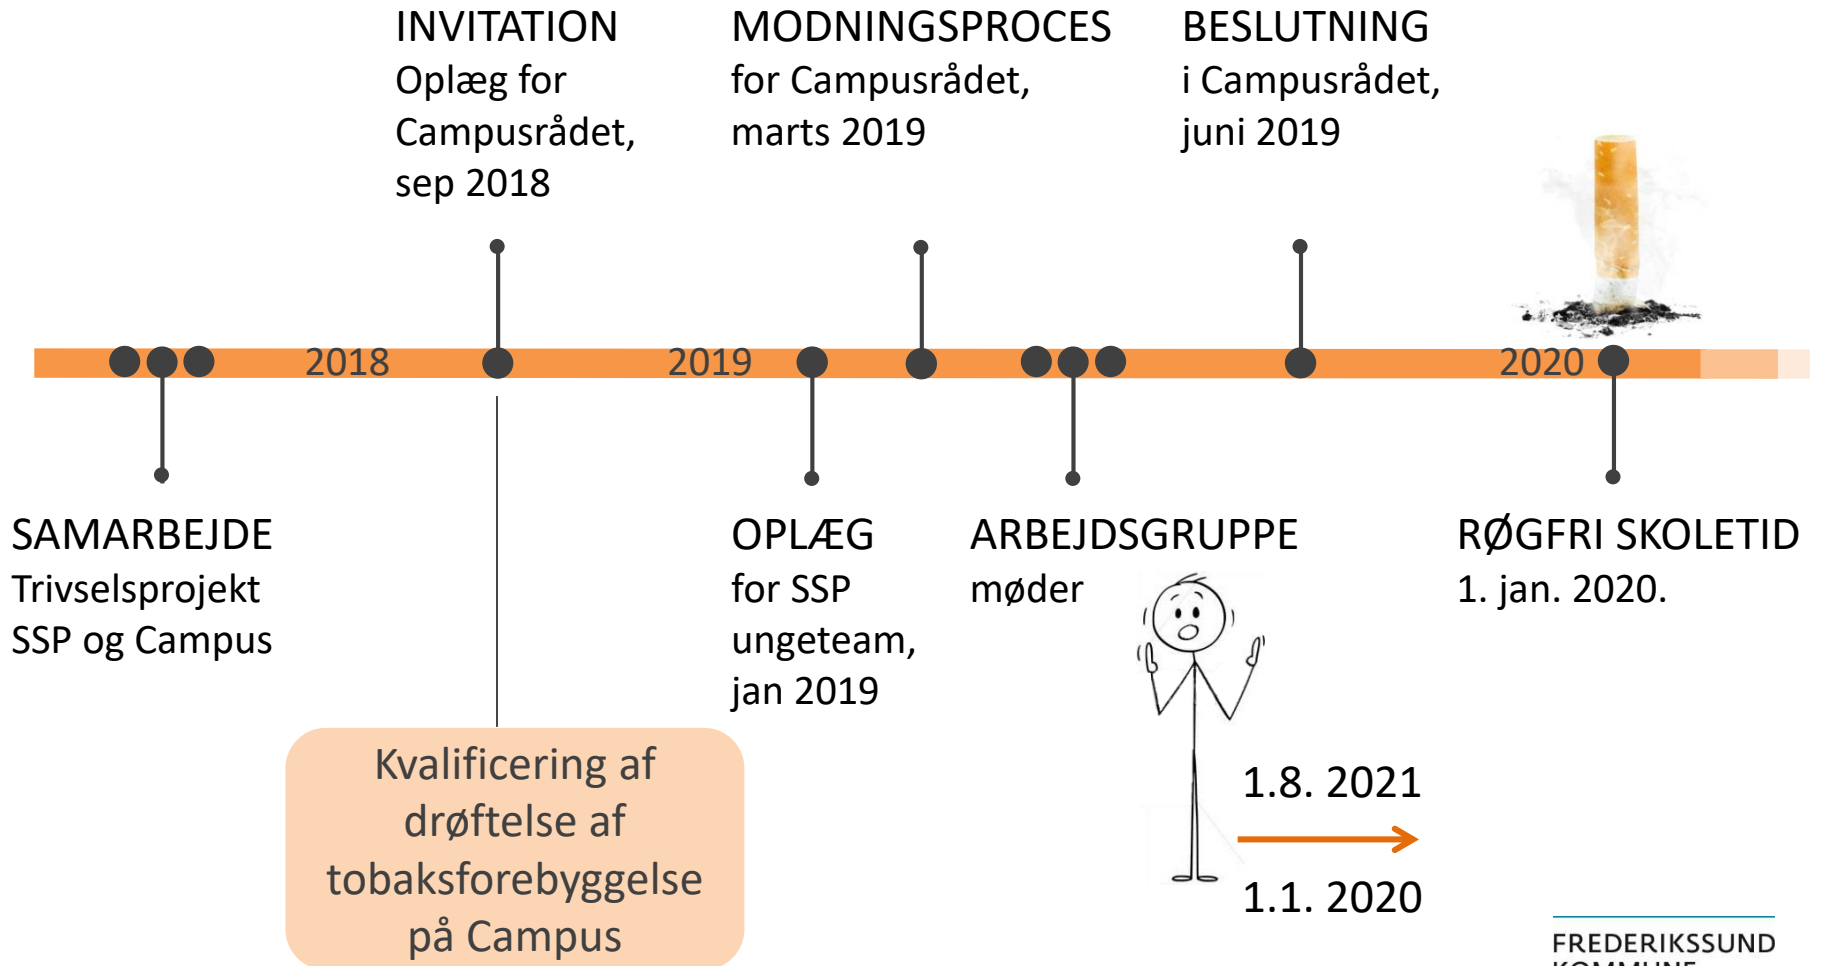 INVITATION
Oplæg for
Campusrådet,
sep 2018
MODNINGSPROCES
for Campusrådet,
marts 2019
BESLUTNING
i Campusrådet,
juni 2019
2018
2019
2020
SAMARBEJDE
Trivselsprojekt
SSP og Campus
OPLÆG
for SSP
ungeteam,
jan 2019
ARBEJDSGRUPPE
møder
RØGFRI SKOLETID
1. jan. 2020.
Kvalificering af
drøftelse af
tobaksforebyggelse
på Campus
1.8. 2021
1.1. 2020
FREDERIKSSUND
KOMMUNE